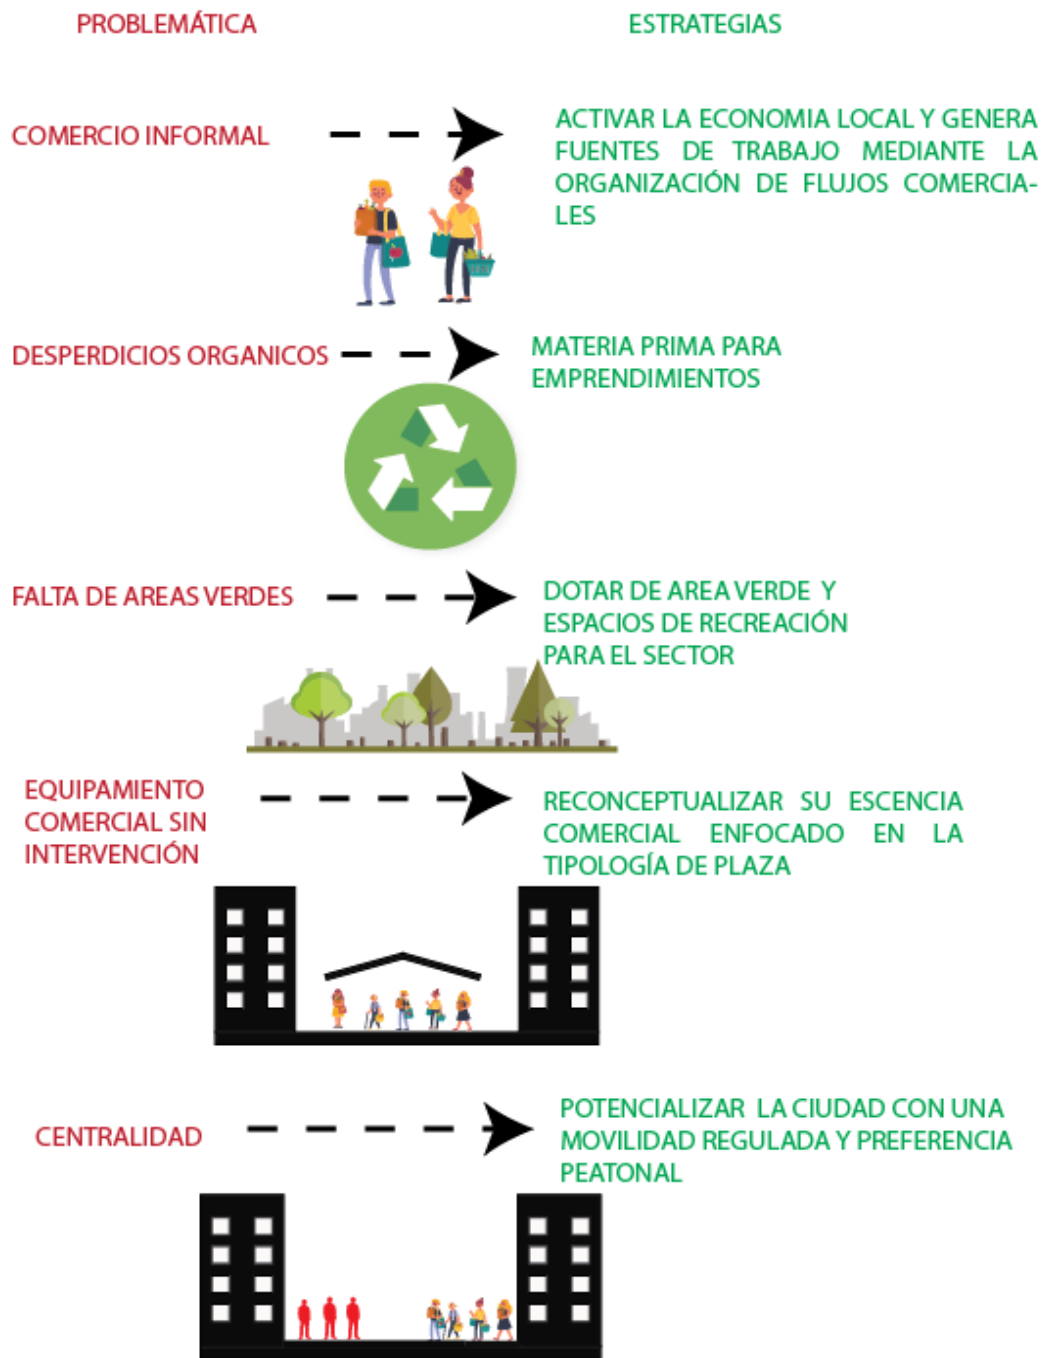 PROBLEMÁTICA
ESTRATEGIAS
COMERCIO INFORMAL
ACTIVAR LA ECONOMIA LOCAL Y GENERA
FUENTES DE TRABAJO MEDIANTE LA
ORGANIZACIÓN DE FLUJOS COMERCIA-
LES
DESPERDICIOS ORGANICOS
MATERIA PRIMA PARA
EMPRENDIMIENTOS
FALTA DE AREAS VERDES
DOTAR DE AREA VERDE Y
ESPACIOS DE RECREACIÓN
PARA EL SECTOR
EQUIPAMIENTO
COMERCIAL SIN
INTERVENCIÓN
RECONCEPTUALIZAR SU ESCENCIA
COMERCIAL ENFOCADO EN LA
TIPOLOGÍA DE PLAZA
CENTRALIDAD
POTENCIALIZAR LA CIUDAD CON UNA
MOVILIDAD REGULADA Y PREFERENCIA
PEATONAL